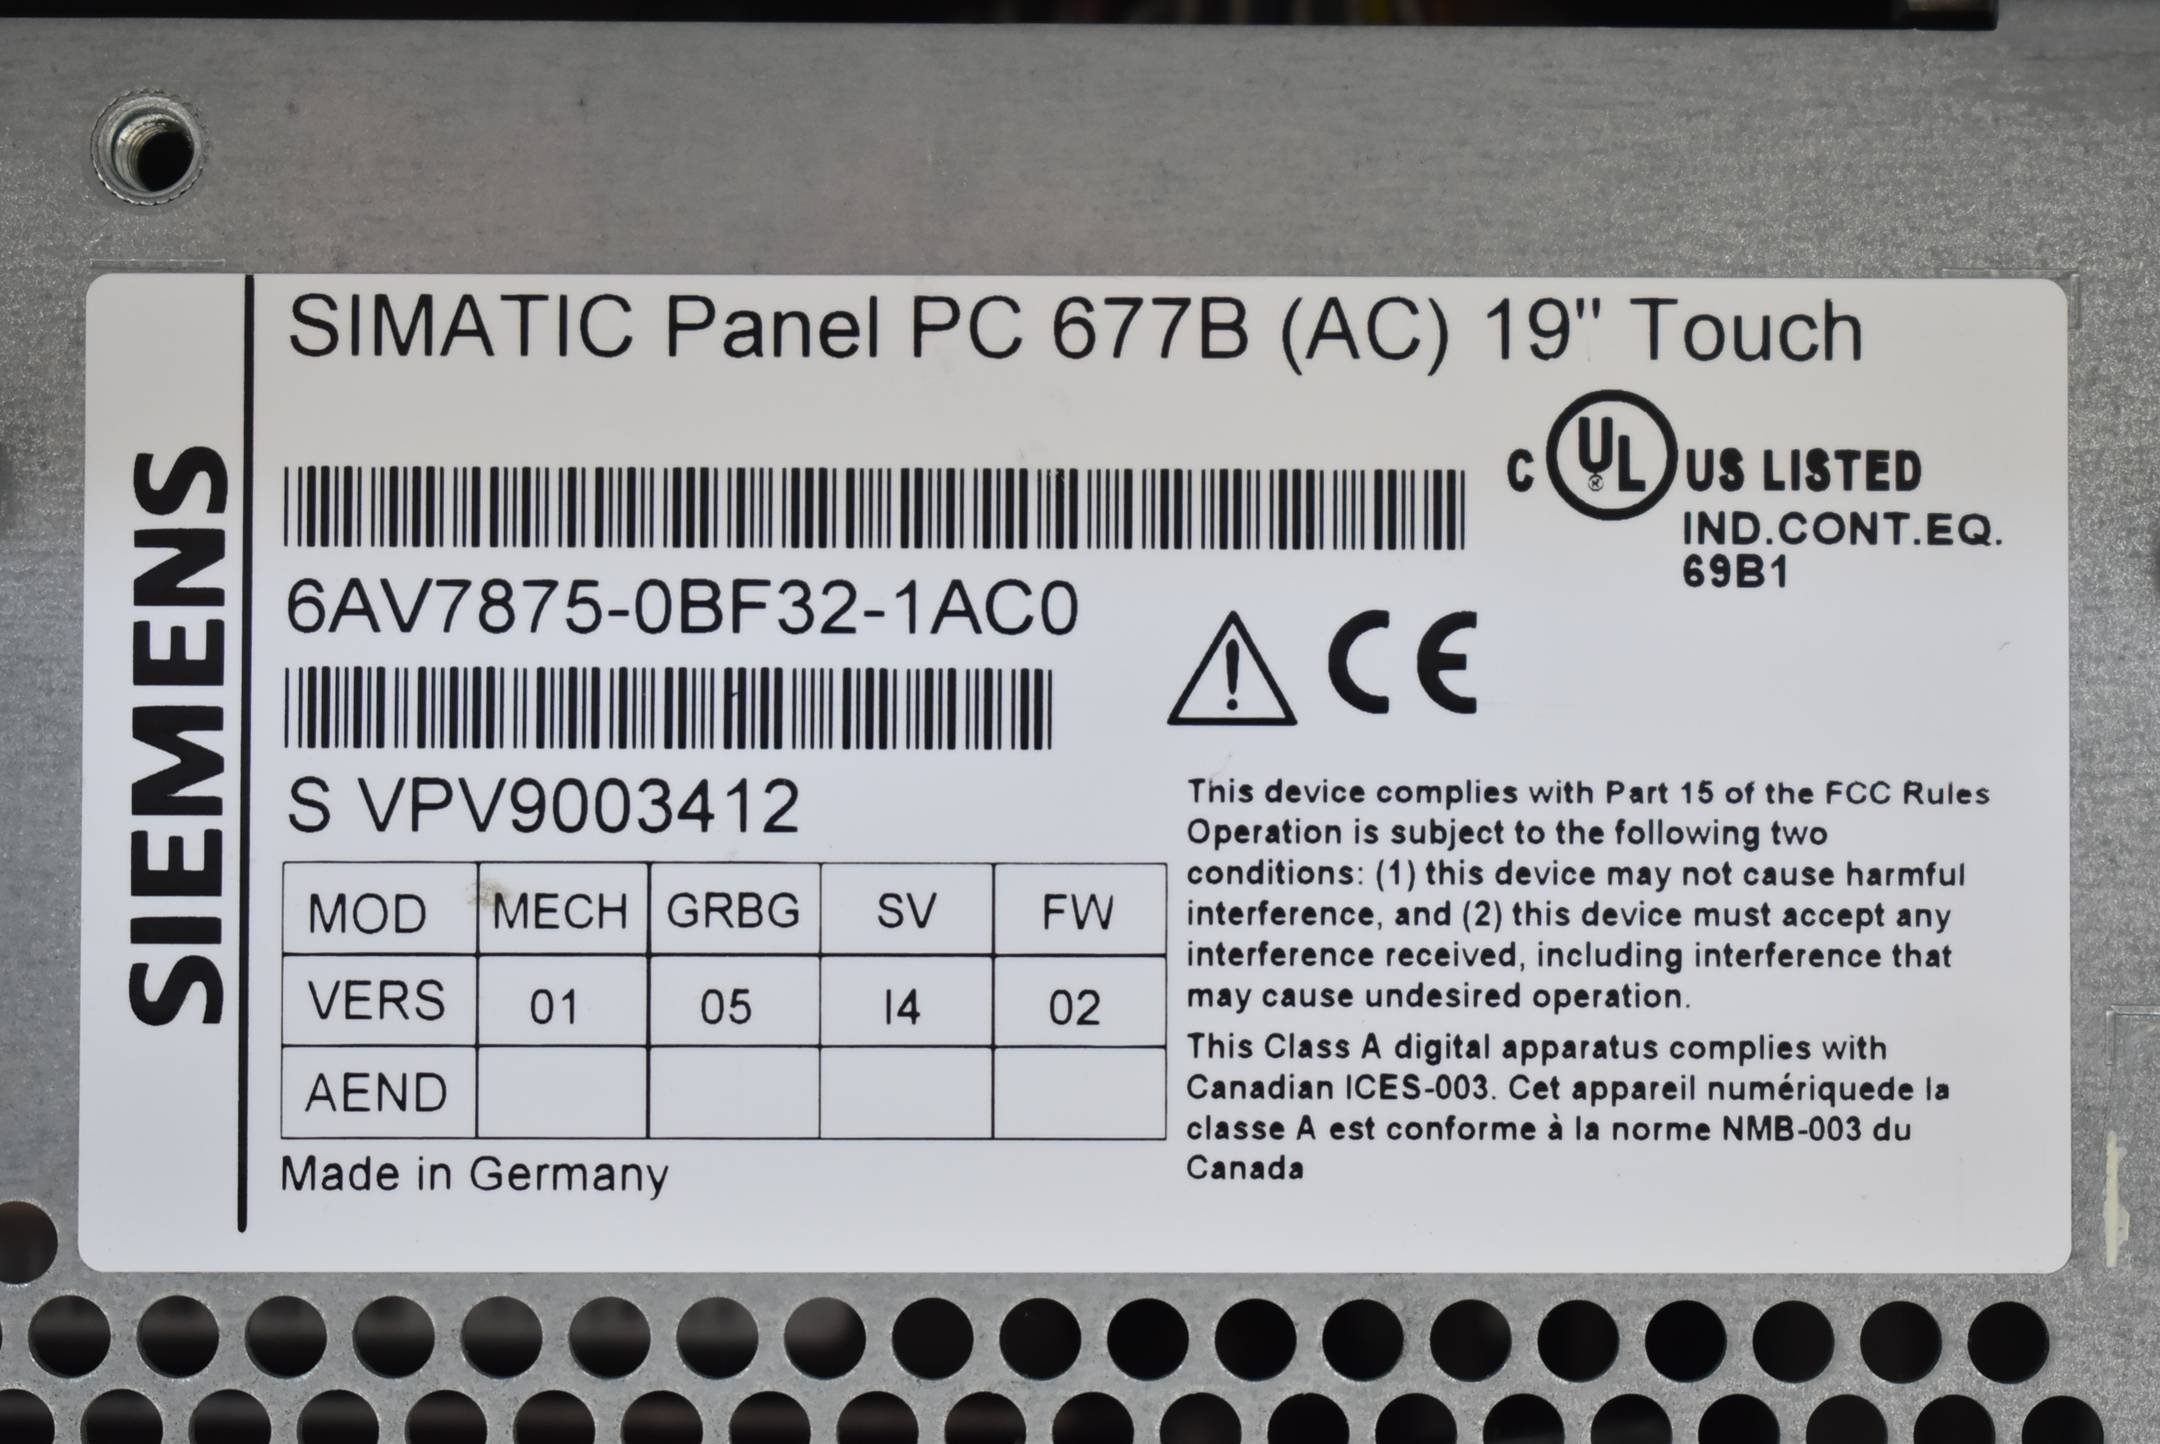 SIEMENS
SIMATIC Panel PC 677B (AC) 19" Touch
C UL US LISTED
IND.CONT.EQ.
69B1
6AV7875-0BF32-1AC0
CE
S VPV9003412
MOD MECH GRBG SV FW
VERS 01 05 I4 02
AEND
Made in Germany
This device complies with Part 15 of the FCC Rules
Operation is subject to the following two
conditions: (1) this device may not cause harmful
interference, and (2) this device must accept any
interference received, including interference that
may cause undesired operation.
This Class A digital apparatus complies with
Canadian ICES-003. Cet appareil numériquede la
classe A est conforme à la norme NMB-003 du
Canada